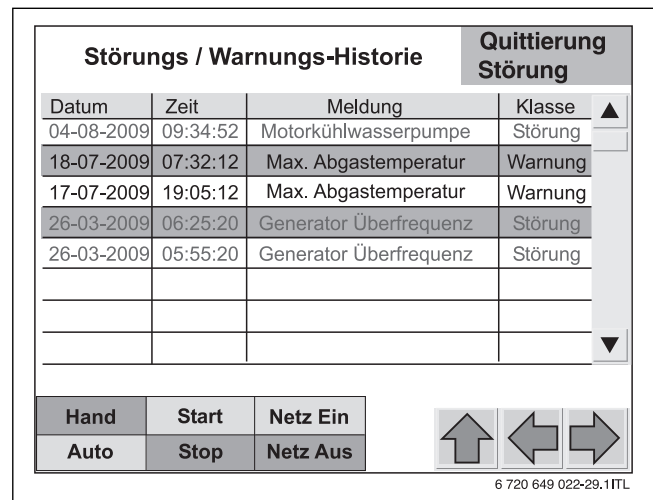 Störungs / Warnungs-Historie
Quittierung
Störung
Datum Zeit Meldung Klasse
04-08-2009 09:34:52 Motorkühlwasserpumpe Störung
18-07-2009 07:32:12 Max. Abgastemperatur Warnung
17-07-2009 19:05:12 Max. Abgastemperatur Warnung
26-03-2009 06:25:20 Generator Überfrequenz Störung
26-03-2009 05:55:20 Generator Überfrequenz Störung
Hand Start Netz Ein
Auto Stop Netz Aus
6 720 649 022-29.1ITL